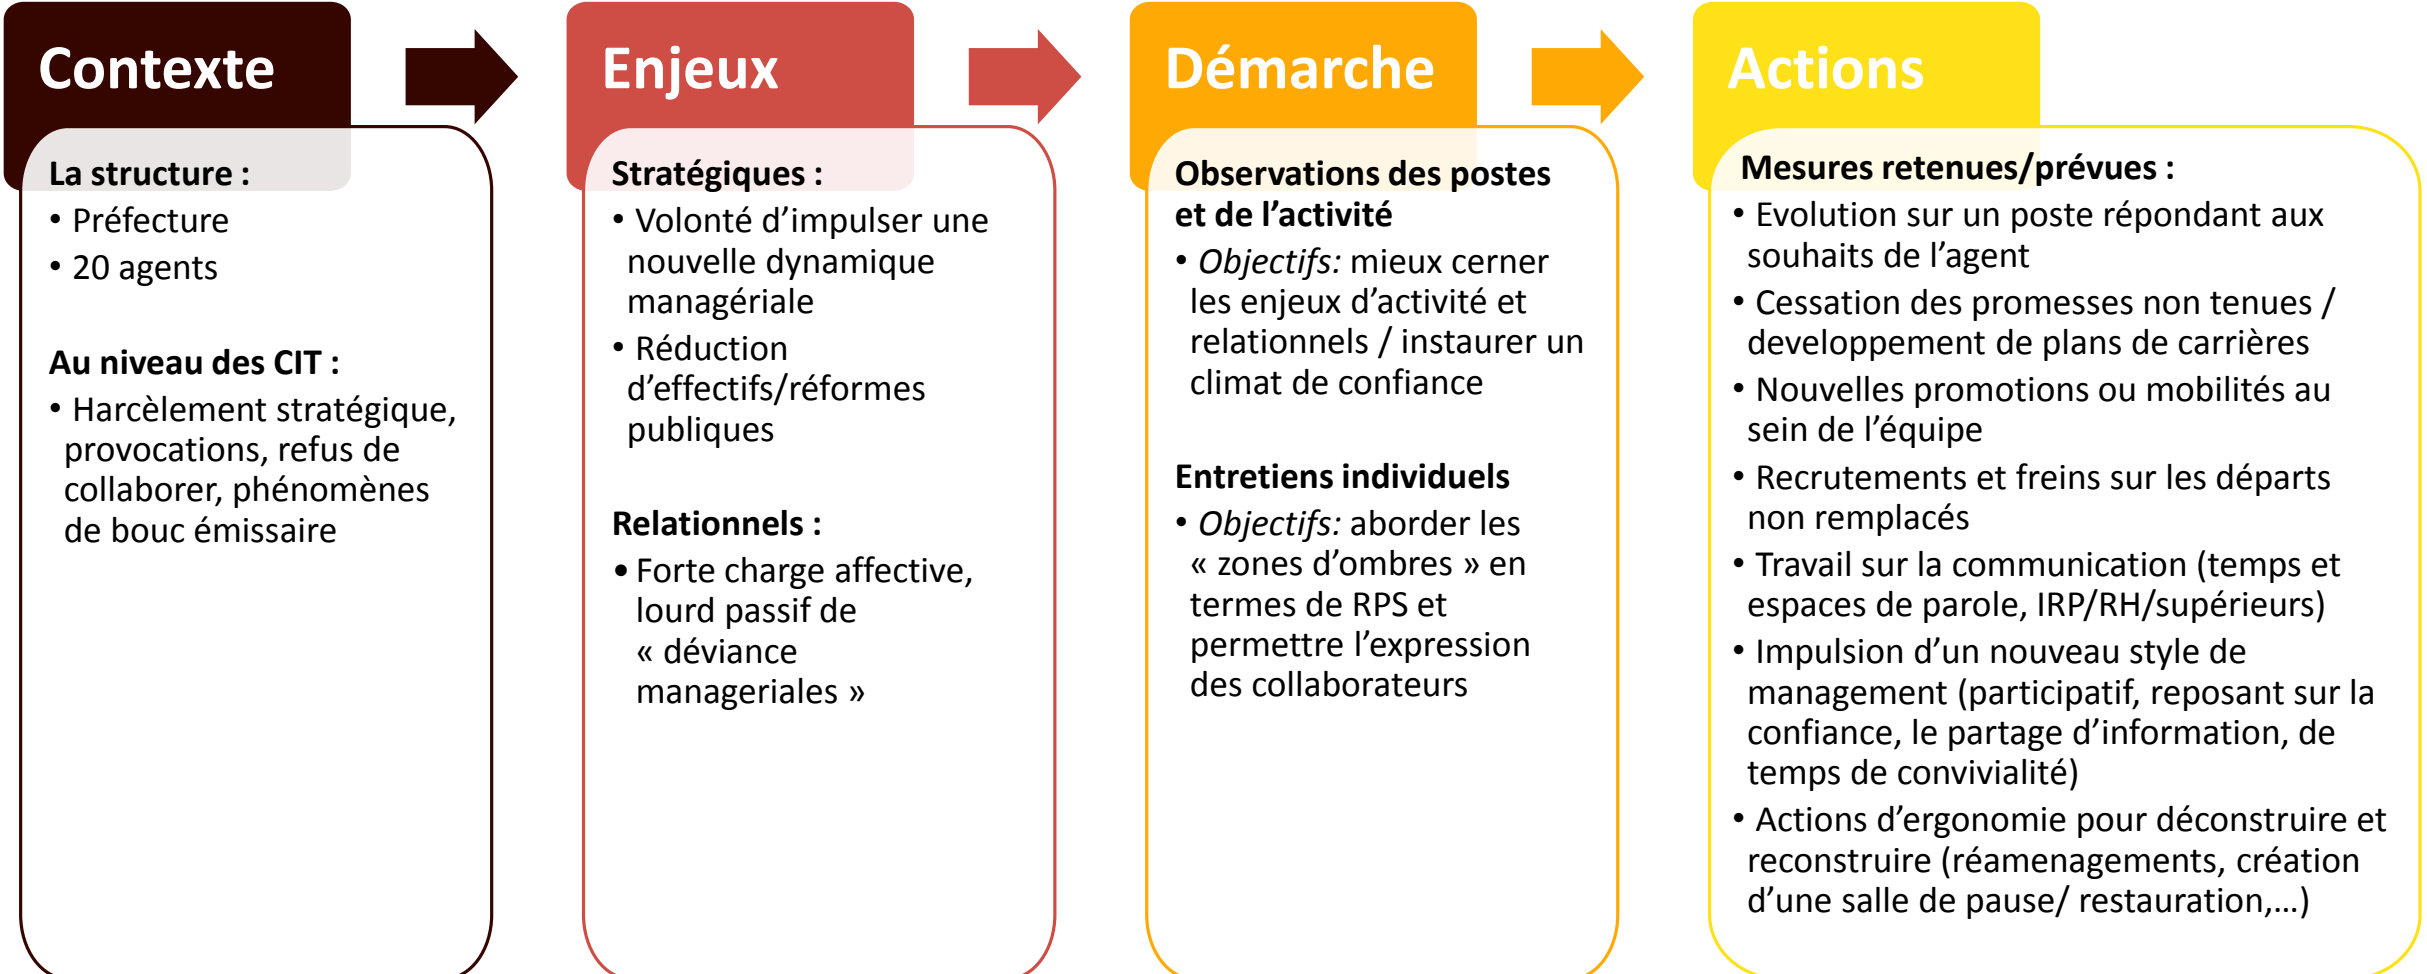 Contexte
La structure :
• Préfecture
• 20 agents
Au niveau des CIT :
• Harcèlement stratégique,
provocations, refus de
collaborer, phénomènes
de bouc émissaire
Enjeux
Stratégiques :
• Volonté d’impulser une
nouvelle dynamique
managériale
• Réduction
d’effectifs/réformes
publiques
Relationnels :
• Forte charge affective,
lourd passif de
« déviance
manageriales »
Démarche
Observations des postes
et de l’activité
• Objectifs: mieux cerner
les enjeux d’activité et
relationnels / instaurer un
climat de confiance
Entretiens individuels
• Objectifs: aborder les
« zones d’ombres » en
termes de RPS et
permettre l’expression
des collaborateurs
Actions
Mesures retenues/prévues :
• Evolution sur un poste répondant aux
souhaits de l’agent
• Cessation des promesses non tenues /
developpement de plans de carrières
• Nouvelles promotions ou mobilités au
sein de l’équipe
• Recrutements et freins sur les départs
non remplacés
• Travail sur la communication (temps et
espaces de parole, IRP/RH/supérieurs)
• Impulsion d’un nouveau style de
management (participatif, reposant sur la
confiance, le partage d’information, de
temps de convivialité)
• Actions d’ergonomie pour déconstruire et
reconstruire (réamenagements, création
d’une salle de pause/ restauration,…)